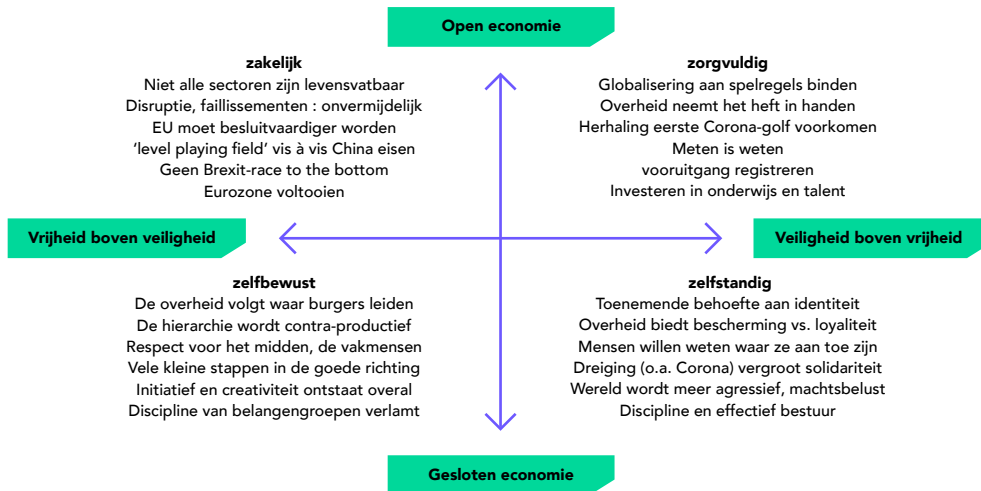 Open economie
zakelijk
Niet alle sectoren zijn levensvatbaar
Disruptie, faillissementen : onvermijdelijk
EU moet besluitvaardiger worden
‘level playing field’ vis à vis China eisen
Geen Brexit-race to the bottom
Eurozone voltooien
zorgvuldig
Globalisering aan spelregels binden
Overheid neemt het heft in handen
Herhaling eerste Corona-golf voorkomen
Meten is weten
vooruitgang registreren
Investeren in onderwijs en talent
Vrijheid boven veiligheid
Veiligheid boven vrijheid
zelfbewust
De overheid volgt waar burgers leiden
De hierarchie wordt contra-productief
Respect voor het midden, de vakmensen
Vele kleine stappen in de goede richting
Initiatief en creativiteit ontstaat overal
Discipline van belangengroepen verlamt
zelfstandig
Toenemende behoefte aan identiteit
Overheid biedt bescherming vs. loyaliteit
Mensen willen weten waar ze aan toe zijn
Dreiging (o.a. Corona) vergroot solidariteit
Wereld wordt meer agressief, machtsbelust
Discipline en effectief bestuur
Gesloten economie